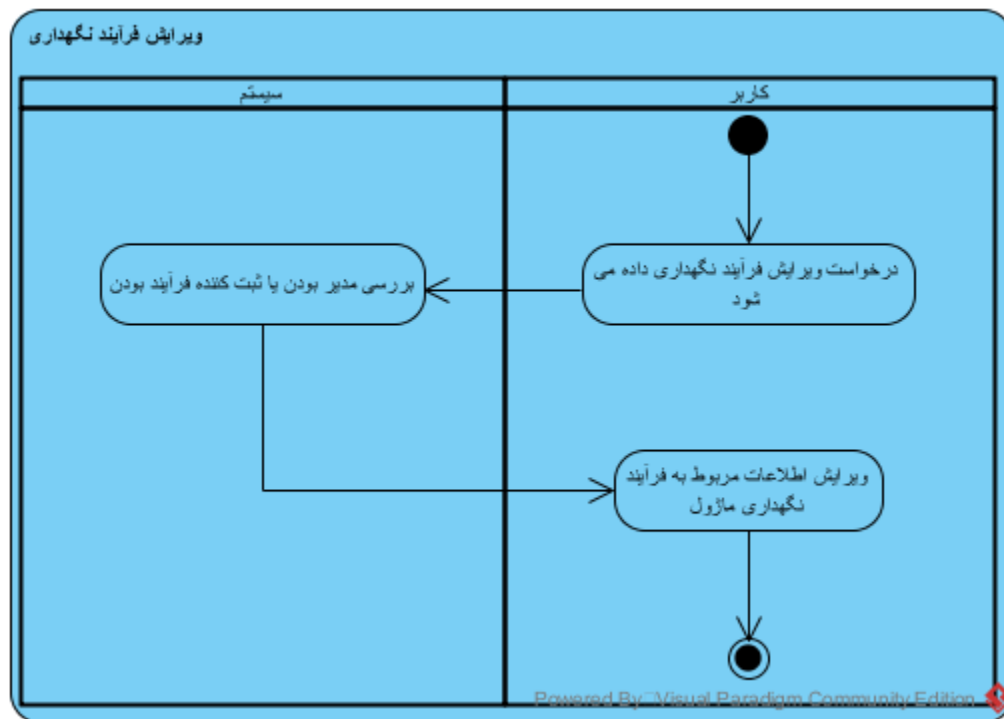 ویرایش فرآیند نگهداری
کاربر
سیستم
درخواست ویرایش فرآیند نگهداری داده می
شود
بررسی مدیر بودن یا ثبت کننده فرآیند بودن
ویرایش اطلاعات مربوط به فرآیند
نگهداری ماژول
Powered By Visual Paradigm Community Edition